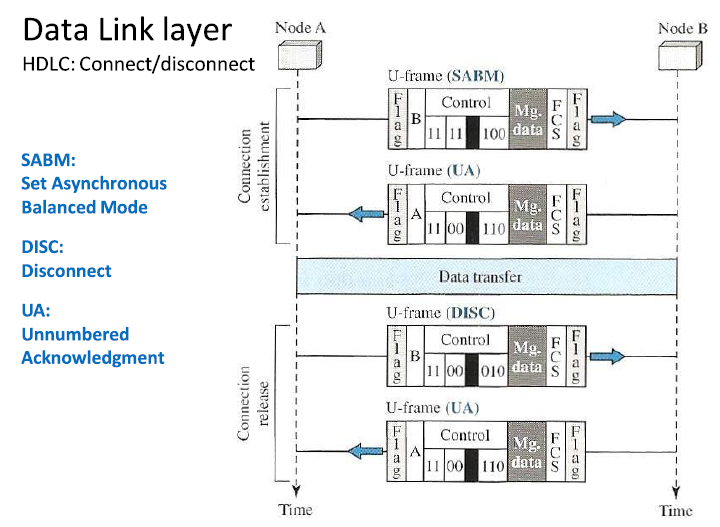 Data Link layer
HDLC: Connect/disconnect
SABM:
Set Asynchronous
Balanced Mode
DISC:
Disconnect
UA:
Unnumbered
Acknowledgment
Node A
Node B
Connection
establishment
U-frame (SABM)
Flag
B
Control
11 11 100
Mg.
data
FCS
Flag
U-frame (UA)
Flag
A
Control
11 00 110
Mg.
data
FCS
Flag
Data transfer
Connection
release
U-frame (DISC)
Flag
B
Control
11 00 010
Mg.
data
FCS
Flag
U-frame (UA)
Flag
A
Control
11 00 110
Mg.
data
FCS
Flag
Time
Time